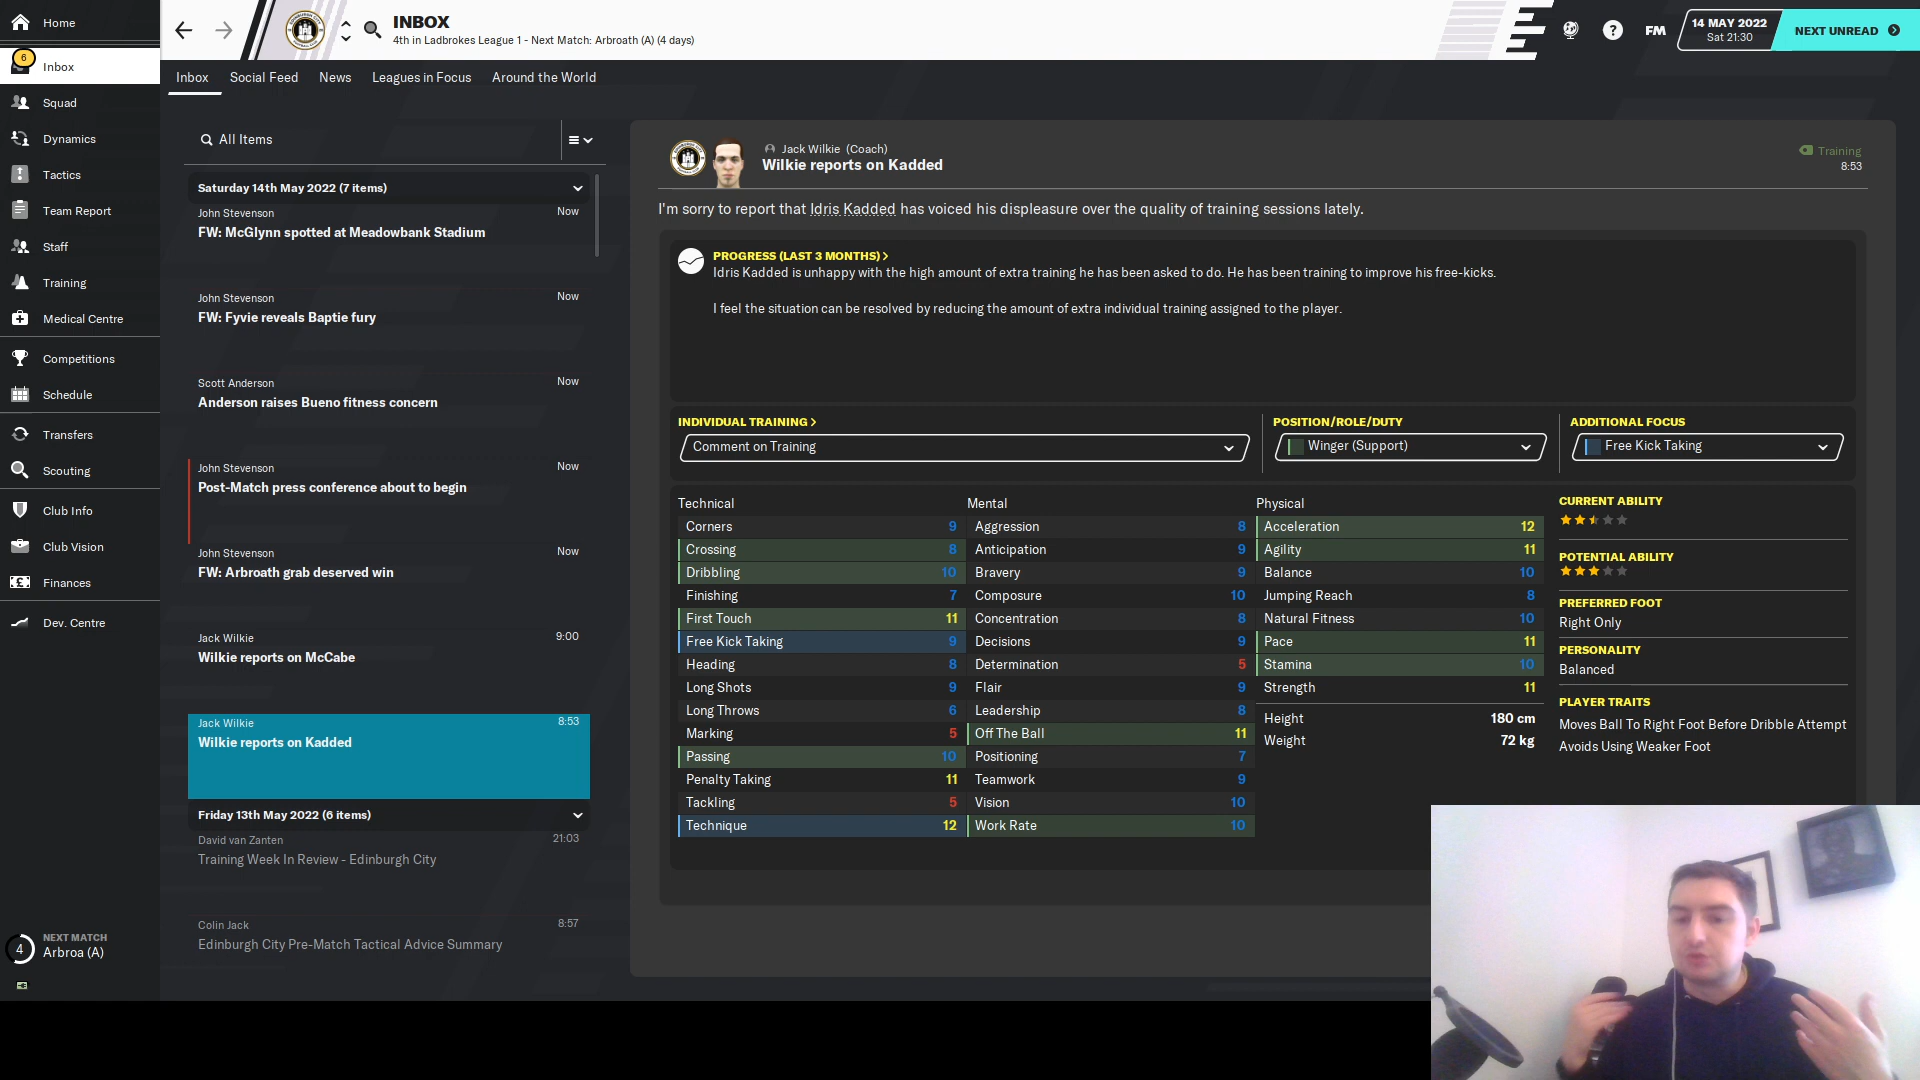 Home
6
Inbox
Squad
Dynamics
Tactics
Team Report
Staff
Training
Medical Centre
Competitions
Schedule
Transfers
Scouting
Club Info
Club Vision
Finances
Dev. Centre
4
NEXT MATCH
Arbroa (A)
INBOX
4th in Ladbrokes League 1 - Next Match: Arbroath (A) (4 days)
?
FM
14 MAY 2022
Sat 21:30
NEXT UNREAD
Inbox Social Feed News Leagues in Focus Around the World
All Items
Saturday 14th May 2022 (7 items)
John Stevenson Now
FW: McGlynn spotted at Meadowbank Stadium
John Stevenson Now
FW: Fyvie reveals Baptie fury
Scott Anderson Now
Anderson raises Bueno fitness concern
John Stevenson Now
Post-Match press conference about to begin
John Stevenson Now
FW: Arbroath grab deserved win
Jack Wilkie 9:00
Wilkie reports on McCabe
Jack Wilkie 8:53
Wilkie reports on Kadded
Friday 13th May 2022 (6 items)
David van Zanten 21:03
Training Week In Review - Edinburgh City
Colin Jack 8:57
Edinburgh City Pre-Match Tactical Advice Summary
Jack Wilkie (Coach)
Wilkie reports on Kadded
Training
8:53
I'm sorry to report that Idris Kadded has voiced his displeasure over the quality of training sessions lately.
PROGRESS (LAST 3 MONTHS) >
Idris Kadded is unhappy with the high amount of extra training he has been asked to do. He has been training to improve his free-kicks.
I feel the situation can be resolved by reducing the amount of extra individual training assigned to the player.
INDIVIDUAL TRAINING > POSITION/ROLE/DUTY ADDITIONAL FOCUS
Comment on Training Winger (Support) Free Kick Taking
Technical Mental Physical
Corners 9 Aggression 8 Acceleration 12
Crossing 8 Anticipation 9 Agility 11
Dribbling 10 Bravery 9 Balance 10
Finishing 7 Composure 10 Jumping Reach 8
First Touch 11 Concentration 8 Natural Fitness 10
Free Kick Taking 9 Decisions 9 Pace 11
Heading 8 Determination 5 Stamina 10
Long Shots 9 Flair 9 Strength 11
Long Throws 6 Leadership 8 Height 180 cm
Marking 5 Off The Ball 11 Weight 72 kg
Passing 10 Positioning 7
Penalty Taking 11 Teamwork 9
Tackling 5 Vision 10
Technique 12 Work Rate 10
CURRENT ABILITY
POTENTIAL ABILITY
PREFERRED FOOT
Right Only
PERSONALITY
Balanced
PLAYER TRAITS
Moves Ball To Right Foot Before Dribble Attempt
Avoids Using Weaker Foot